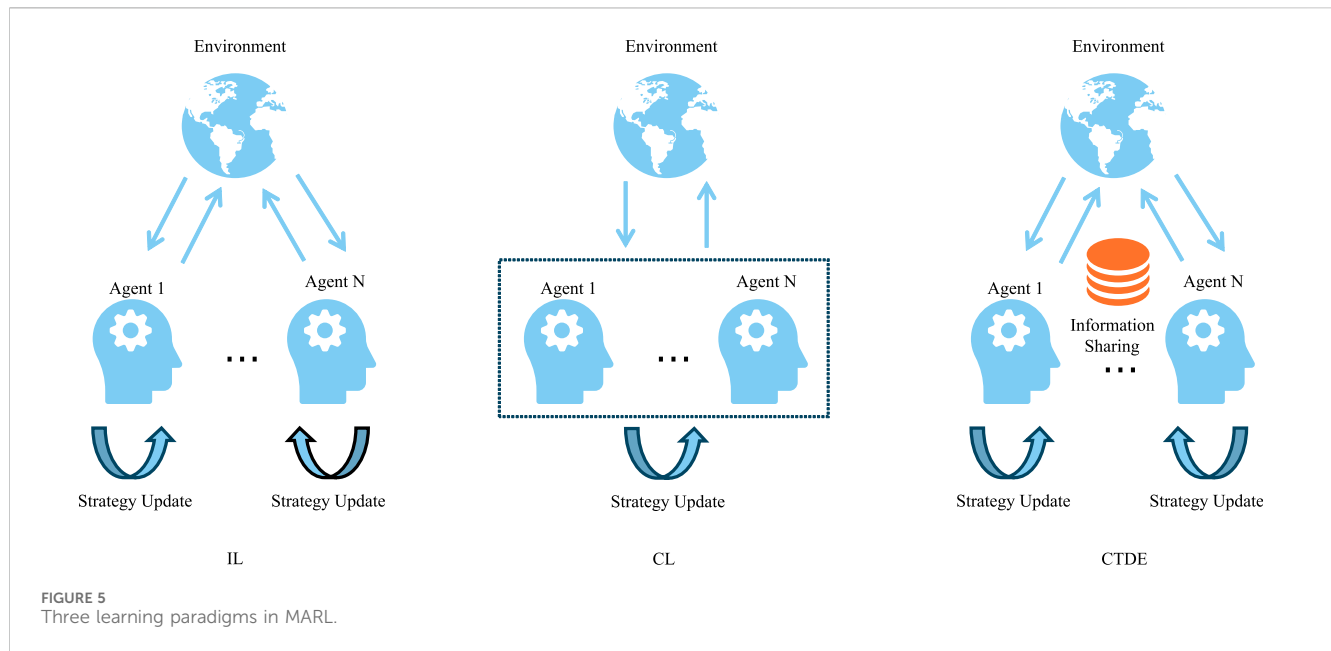 Environment
Agent 1
Agent N
...
Strategy Update
Strategy Update
IL
Environment
Agent 1
Agent N
...
Strategy Update
CL
Environment
Agent 1
Agent N
Information
Sharing
...
Strategy Update
Strategy Update
CTDE
FIGURE 5
Three learning paradigms in MARL.